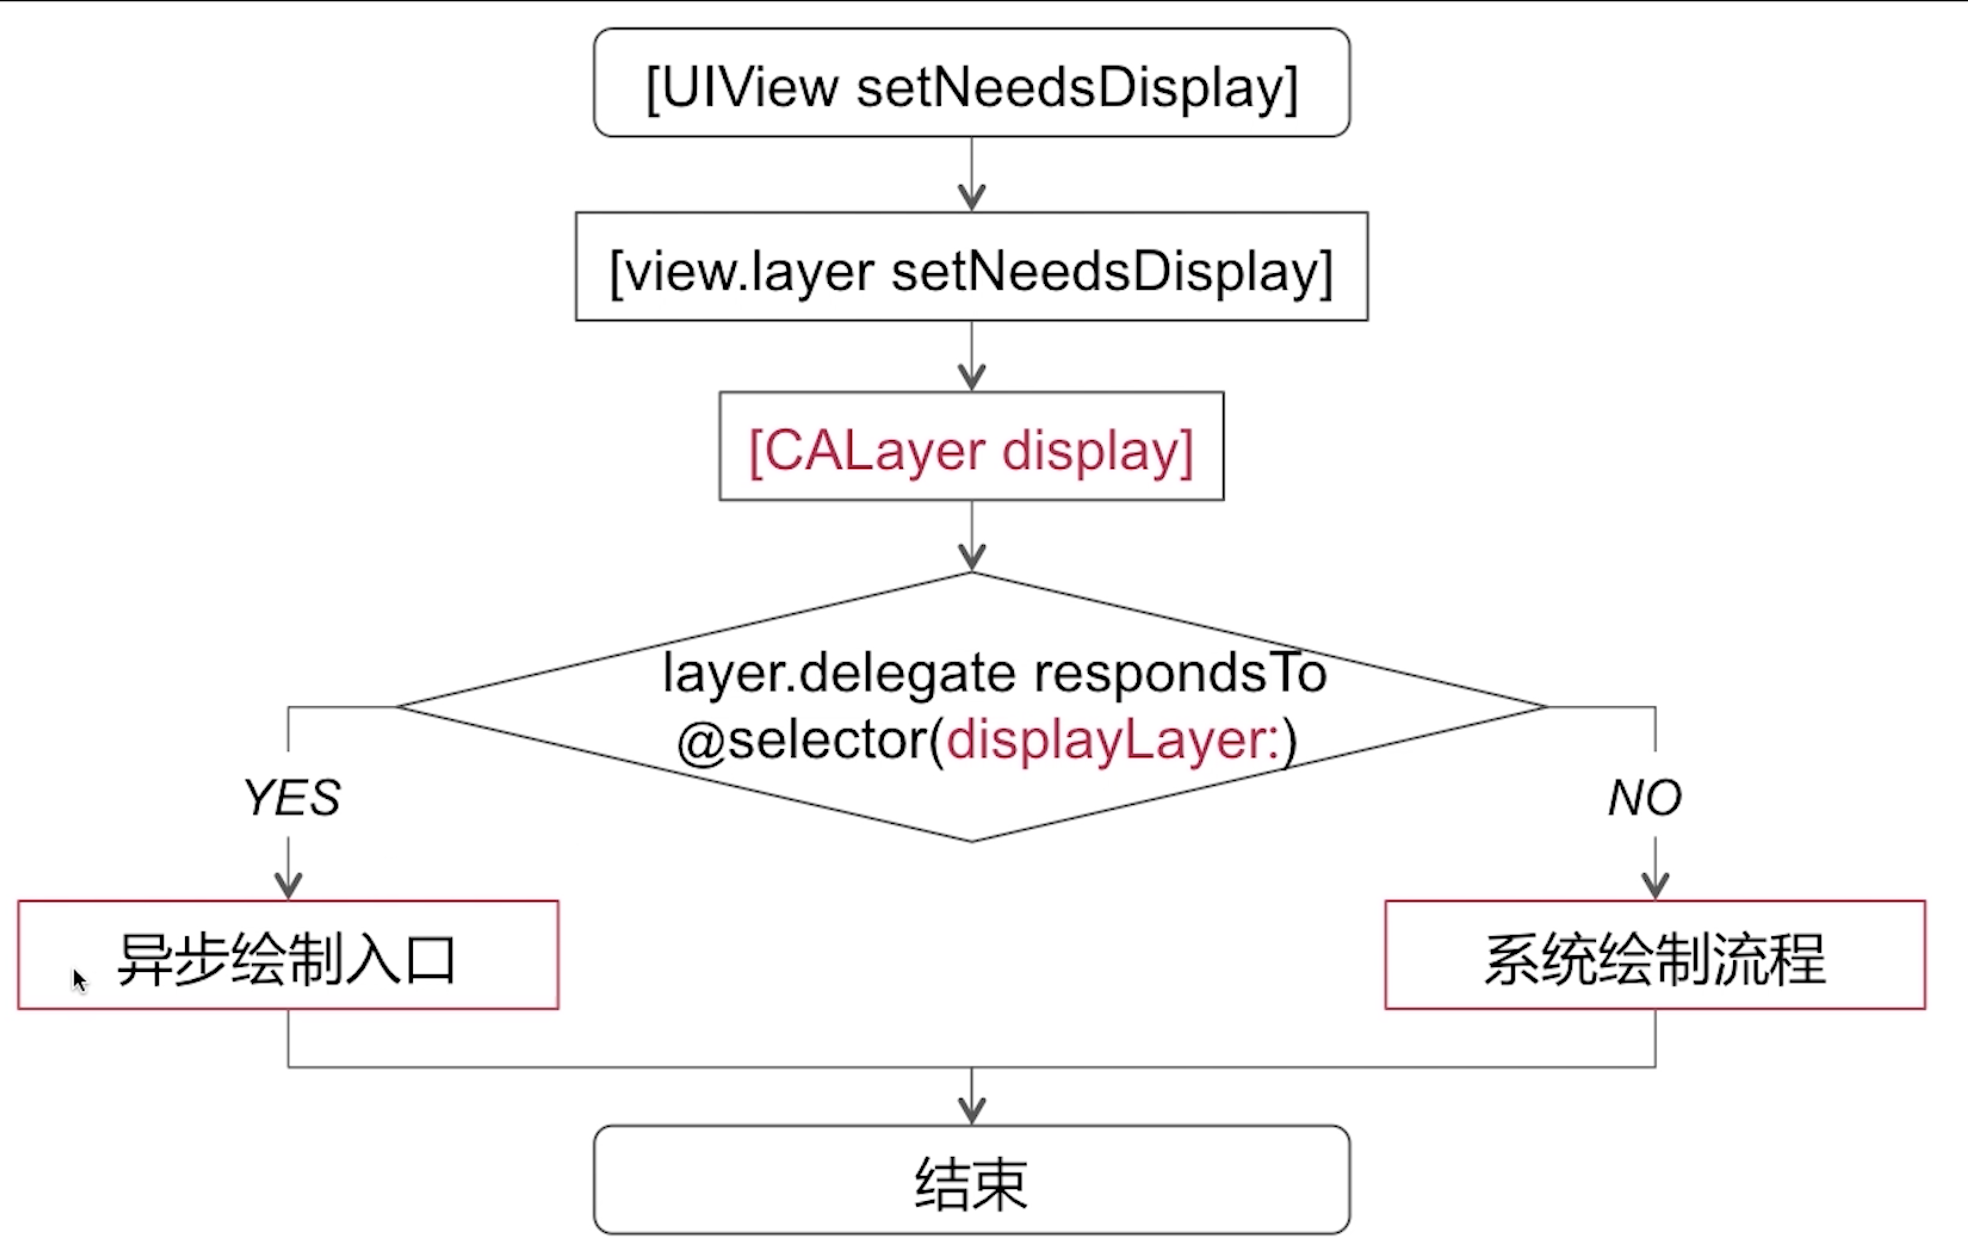 [UIView setNeedsDisplay]
[view.layer setNeedsDisplay]
[CALayer display]
layer.delegate respondsTo
@selector(displayLayer:)
YES
NO
异步绘制入口
系统绘制流程
结束